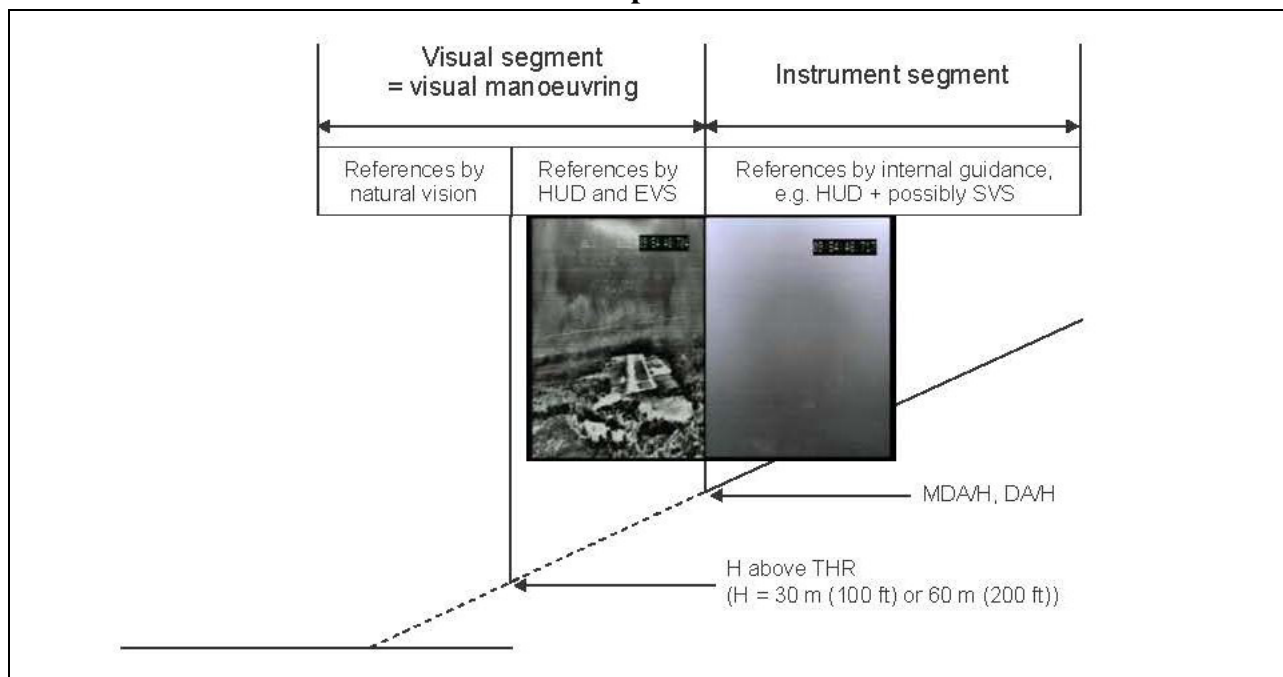 Visual segment
= visual manoeuvring
Instrument segment
References by
natural vision
References by
HUD and EVS
References by internal guidance,
e.g. HUD + possibly SVS
MDA/H, DA/H
H above THR
(H = 30 m (100 ft) or 60 m (200 ft))